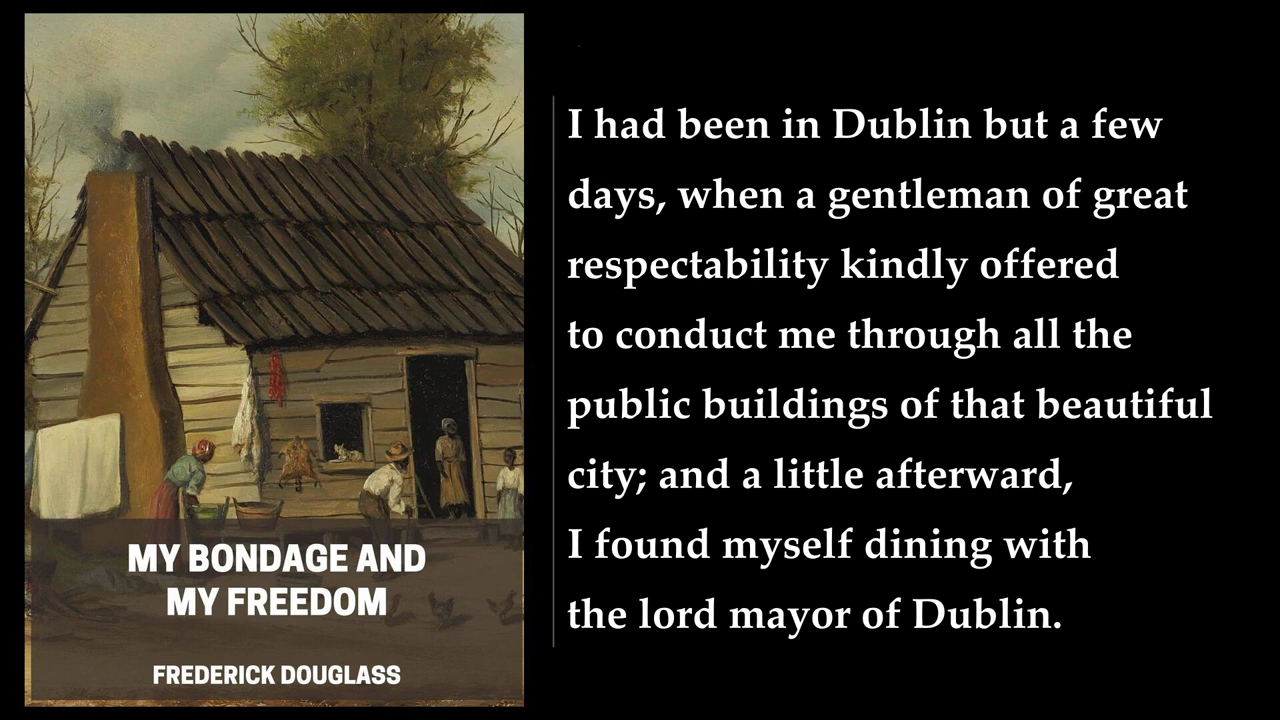 MY BONDAGE AND
MY FREEDOM
FREDERICK DOUGLASS
I had been in Dublin but a few
days, when a gentleman of great
respectability kindly offered
to conduct me through all the
public buildings of that beautiful
city; and a little afterward,
I found myself dining with
the lord mayor of Dublin.